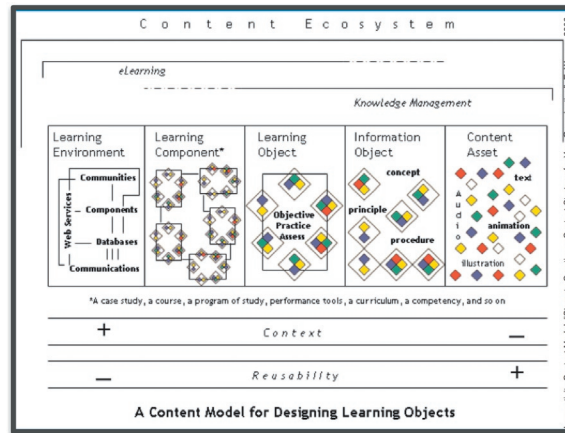 Content Ecosystem
eLearning
Knowledge Management
Learning Environment
Communities
Components
Databases
Communications
Web Services
Learning Component*
Learning Object
Objective
Practice
Assess
Information Object
concept
principle
procedure
Content Asset
text
Audio
animation
illustration
*A case study, a course, a program of study, performance tools, a curriculum, a competency, and so on
+ Context −
− Reusability +
A Content Model for Designing Learning Objects